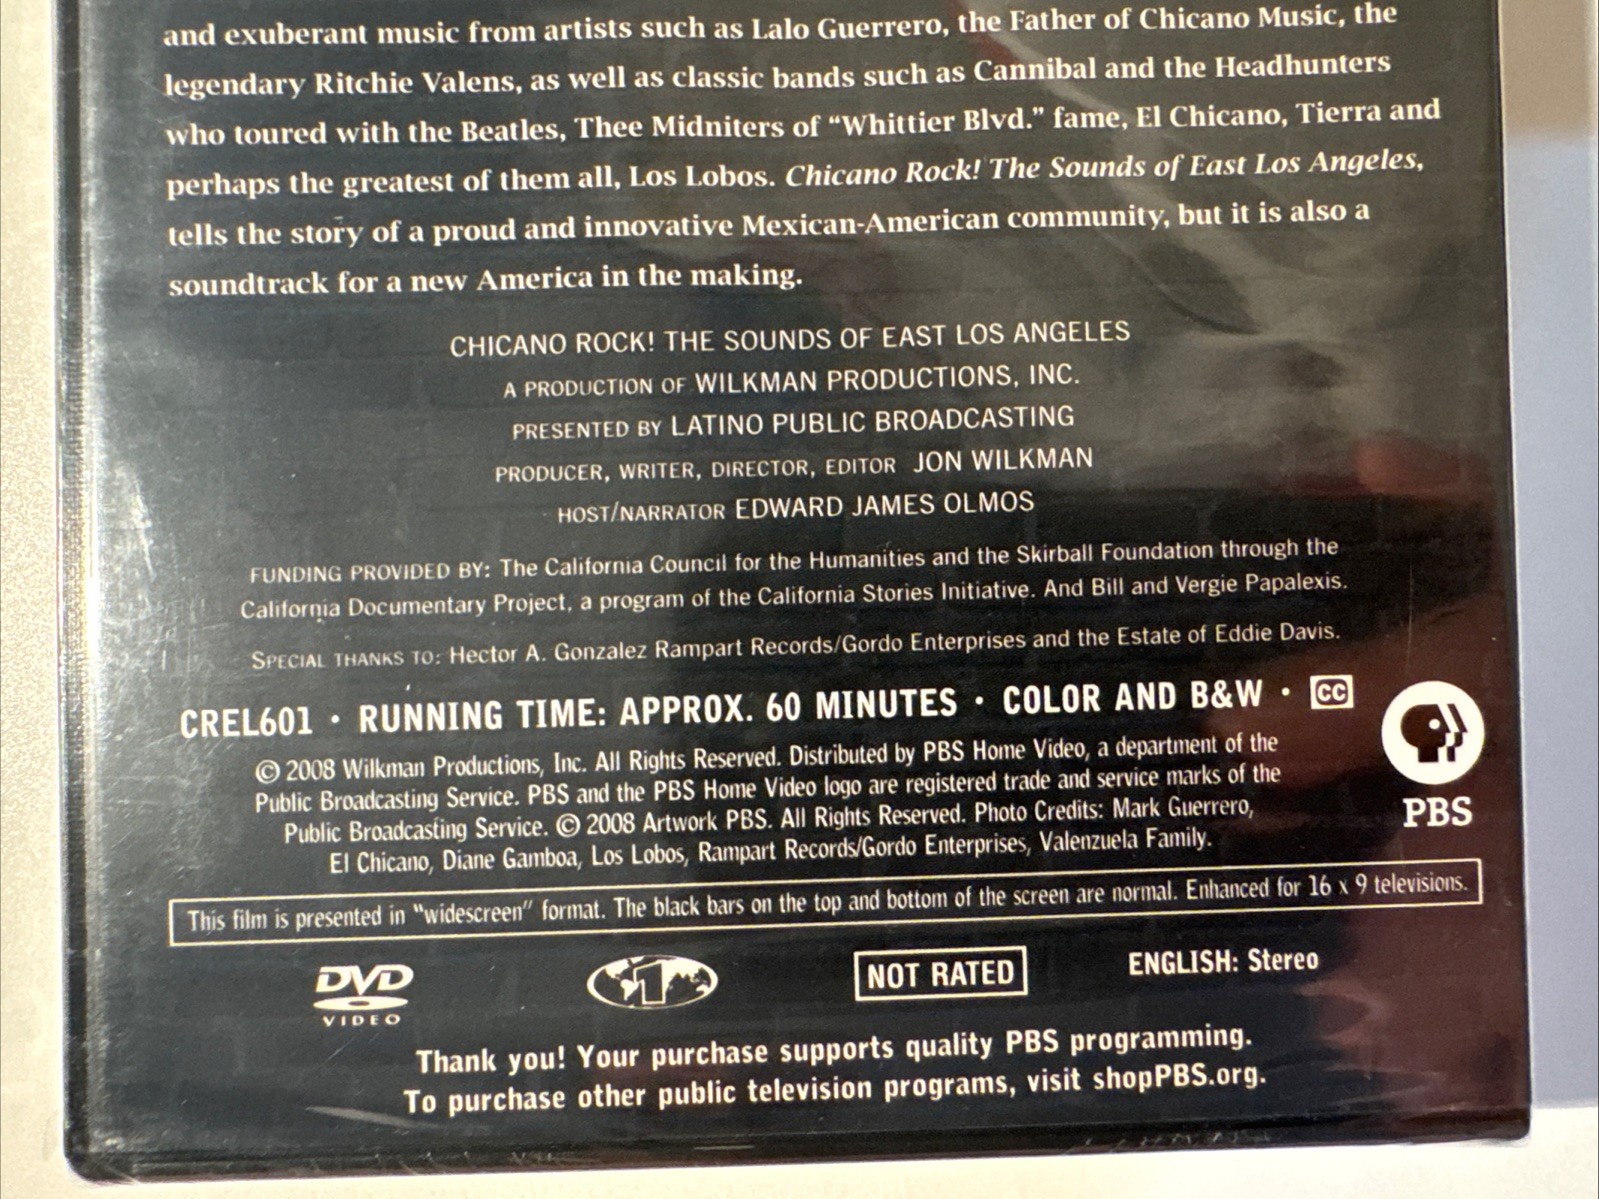 and exuberant music from artists such as Lalo Guerrero, the Father of Chicano Music, the
legendary Ritchie Valens, as well as classic bands such as Cannibal and the Headhunters
who toured with the Beatles, Thee Midniters of “Whittier Blvd.” fame, El Chicano, Tierra and
perhaps the greatest of them all, Los Lobos. Chicano Rock! The Sounds of East Los Angeles,
tells the story of a proud and innovative Mexican-American community, but it is also a
soundtrack for a new America in the making.
CHICANO ROCK! THE SOUNDS OF EAST LOS ANGELES
A PRODUCTION OF WILKMAN PRODUCTIONS, INC.
PRESENTED BY LATINO PUBLIC BROADCASTING
PRODUCER, WRITER, DIRECTOR, EDITOR JON WILKMAN
HOST/NARRATOR EDWARD JAMES OLMOS
FUNDING PROVIDED BY: The California Council for the Humanities and the Skirball Foundation through the
California Documentary Project, a program of the California Stories Initiative. And Bill and Vergie Papalexis.
SPECIAL THANKS TO: Hector A. Gonzalez Rampart Records/Gordo Enterprises and the Estate of Eddie Davis.
CREL601 • RUNNING TIME: APPROX. 60 MINUTES • COLOR AND B&W • CC
© 2008 Wilkman Productions, Inc. All Rights Reserved. Distributed by PBS Home Video, a department of the
Public Broadcasting Service. PBS and the PBS Home Video logo are registered trade and service marks of the
Public Broadcasting Service. © 2008 Artwork PBS. All Rights Reserved. Photo Credits: Mark Guerrero,
El Chicano, Diane Gamboa, Los Lobos, Rampart Records/Gordo Enterprises, Valenzuela Family.
PBS
This film is presented in "widescreen" format. The black bars on the top and bottom of the screen are normal. Enhanced for 16 x 9 televisions.
DVD
VIDEO
1
NOT RATED
ENGLISH: Stereo
Thank you! Your purchase supports quality PBS programming.
To purchase other public television programs, visit shopPBS.org.